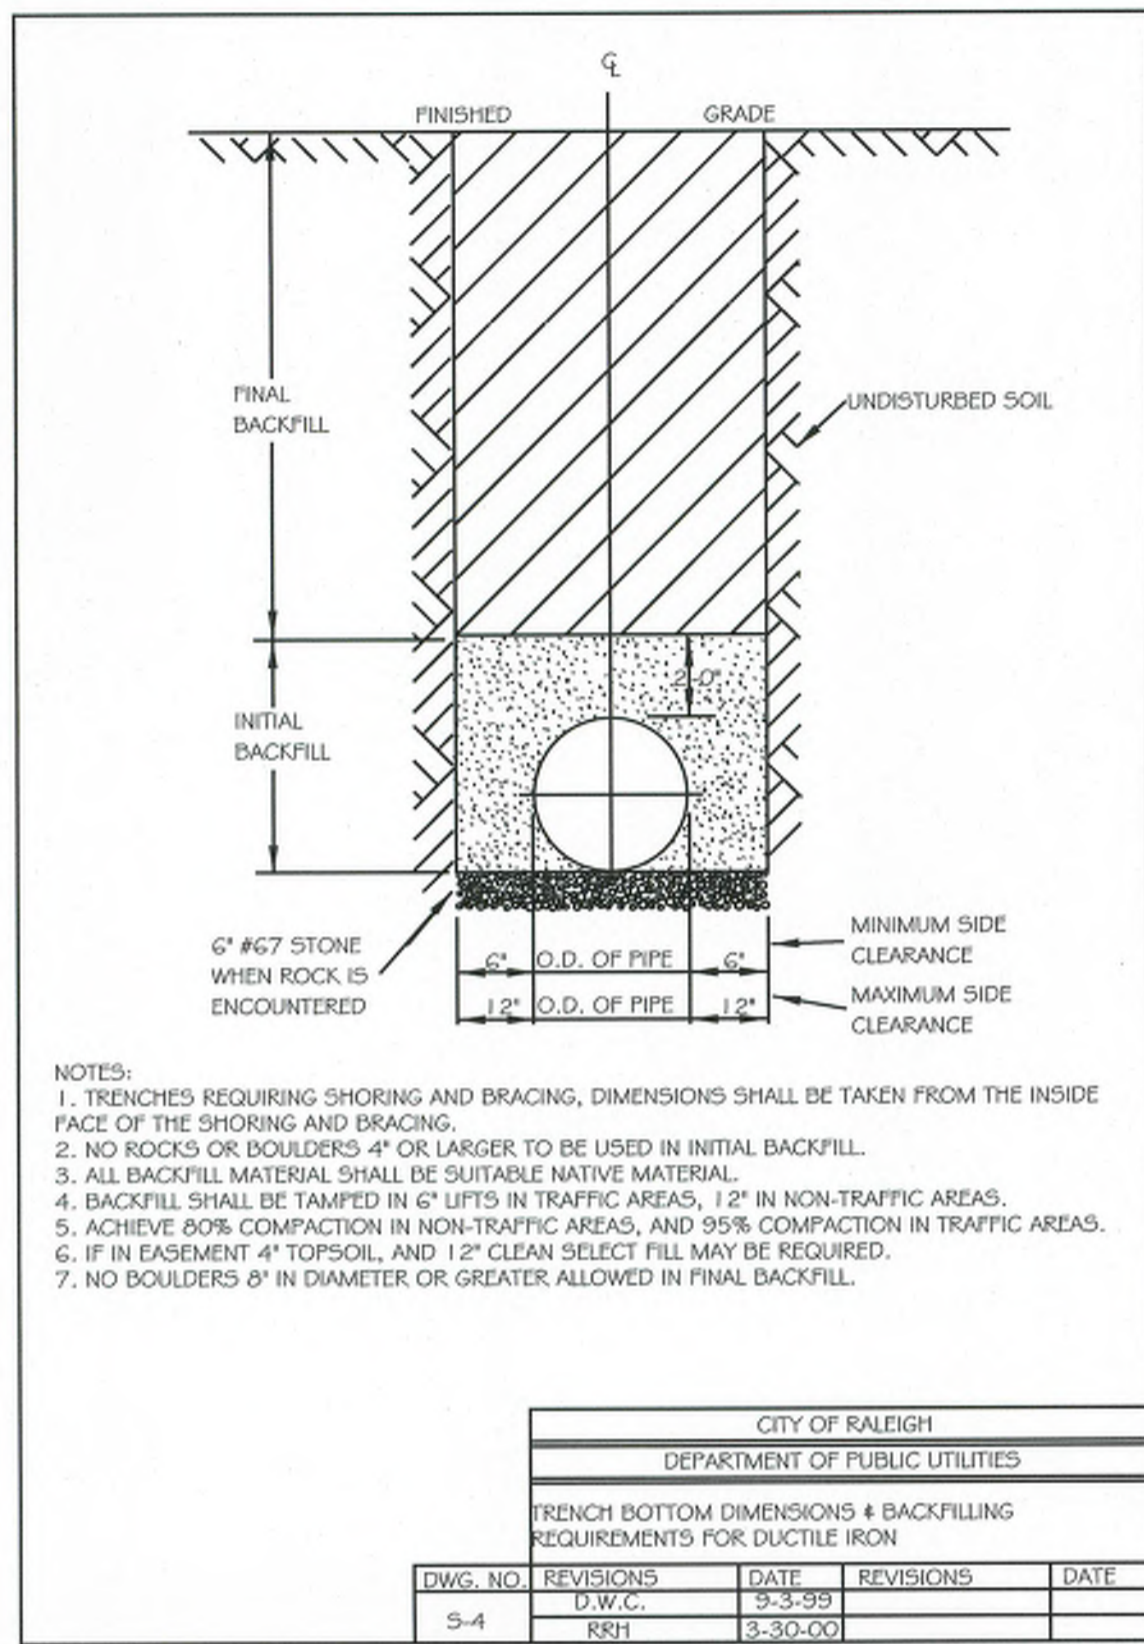 ℄
FINISHED GRADE
FINAL
BACKFILL
UNDISTURBED SOIL
2'-0"
INITIAL
BACKFILL
6" #67 STONE
WHEN ROCK IS
ENCOUNTERED
6" O.D. OF PIPE 6"
MINIMUM SIDE
CLEARANCE
12" O.D. OF PIPE 12"
MAXIMUM SIDE
CLEARANCE
NOTES:
1. TRENCHES REQUIRING SHORING AND BRACING, DIMENSIONS SHALL BE TAKEN FROM THE INSIDE
FACE OF THE SHORING AND BRACING.
2. NO ROCKS OR BOULDERS 4" OR LARGER TO BE USED IN INITIAL BACKFILL.
3. ALL BACKFILL MATERIAL SHALL BE SUITABLE NATIVE MATERIAL.
4. BACKFILL SHALL BE TAMPED IN 6" LIFTS IN TRAFFIC AREAS, 12" IN NON-TRAFFIC AREAS.
5. ACHIEVE 80% COMPACTION IN NON-TRAFFIC AREAS, AND 95% COMPACTION IN TRAFFIC AREAS.
6. IF IN EASEMENT 4" TOPSOIL, AND 12" CLEAN SELECT FILL MAY BE REQUIRED.
7. NO BOULDERS 8" IN DIAMETER OR GREATER ALLOWED IN FINAL BACKFILL.
CITY OF RALEIGH
DEPARTMENT OF PUBLIC UTILITIES
TRENCH BOTTOM DIMENSIONS & BACKFILLING
REQUIREMENTS FOR DUCTILE IRON
DWG. NO. REVISIONS DATE REVISIONS DATE
S-4
D.W.C. 9-3-99
RRH 3-30-00